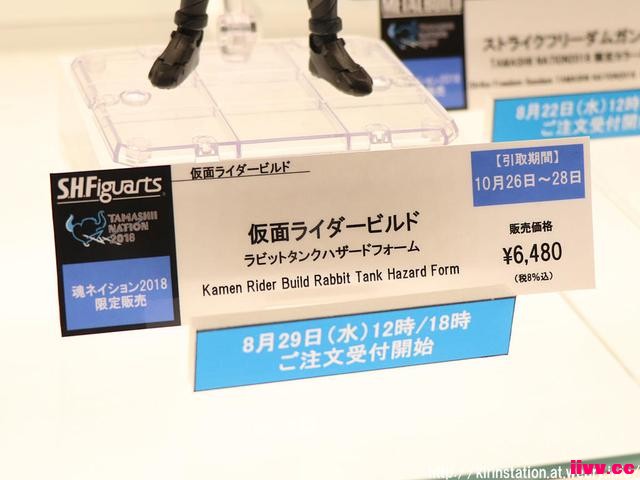 METALBUILD
ストライクフリーダムガン
TAMASHII NATION2018
8月22日（水）12時
ご注文受付開
S.H.Figuarts
TAMASHII
NATION
2018
魂ネイション2018
限定販売
仮面ライダービルド
仮面ライダービルド
ラビットタンクハザードフォーム
Kamen Rider Build Rabbit Tank Hazard Form
【引取期間】
10月26日～28日
販売価格
¥6,480
（税8%込）
8月29日（水）12時/18時
ご注文受付開始
iivv.cc